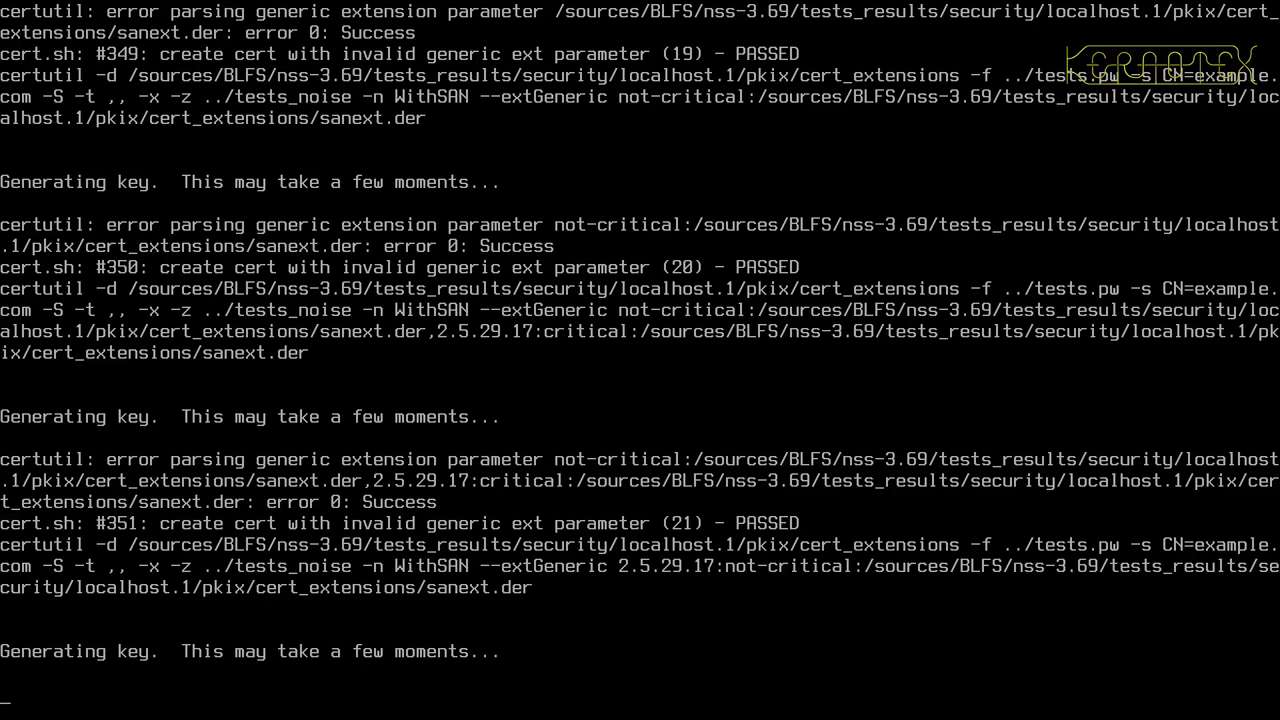 certutil: error parsing generic extension parameter /sources/BLFS/nss-3.69/tests_results/security/localhost.1/pkix/cert_
extensions/sanext.der: error 0: Success
cert.sh: #349: create cert with invalid generic ext parameter (19) - PASSED
KERNOTEX
certutil -d /sources/BLFS/nss-3.69/tests_results/security/localhost.1/pkix/cert_extensions -f ../tests.pw -s CN=example.
com -S -t ,, -x -z ../tests_noise -n WithSAN --extGeneric not-critical:/sources/BLFS/nss-3.69/tests_results/security/loc
alhost.1/pkix/cert_extensions/sanext.der
Generating key.  This may take a few moments...
certutil: error parsing generic extension parameter not-critical:/sources/BLFS/nss-3.69/tests_results/security/localhost
.1/pkix/cert_extensions/sanext.der: error 0: Success
cert.sh: #350: create cert with invalid generic ext parameter (20) - PASSED
certutil -d /sources/BLFS/nss-3.69/tests_results/security/localhost.1/pkix/cert_extensions -f ../tests.pw -s CN=example.
com -S -t ,, -x -z ../tests_noise -n WithSAN --extGeneric not-critical:/sources/BLFS/nss-3.69/tests_results/security/loc
alhost.1/pkix/cert_extensions/sanext.der,2.5.29.17:critical:/sources/BLFS/nss-3.69/tests_results/security/localhost.1/pk
ix/cert_extensions/sanext.der
Generating key.  This may take a few moments...
certutil: error parsing generic extension parameter not-critical:/sources/BLFS/nss-3.69/tests_results/security/localhost
.1/pkix/cert_extensions/sanext.der,2.5.29.17:critical:/sources/BLFS/nss-3.69/tests_results/security/localhost.1/pkix/cer
t_extensions/sanext.der: error 0: Success
cert.sh: #351: create cert with invalid generic ext parameter (21) - PASSED
certutil -d /sources/BLFS/nss-3.69/tests_results/security/localhost.1/pkix/cert_extensions -f ../tests.pw -s CN=example.
com -S -t ,, -x -z ../tests_noise -n WithSAN --extGeneric 2.5.29.17:not-critical:/sources/BLFS/nss-3.69/tests_results/se
curity/localhost.1/pkix/cert_extensions/sanext.der
Generating key.  This may take a few moments...
_